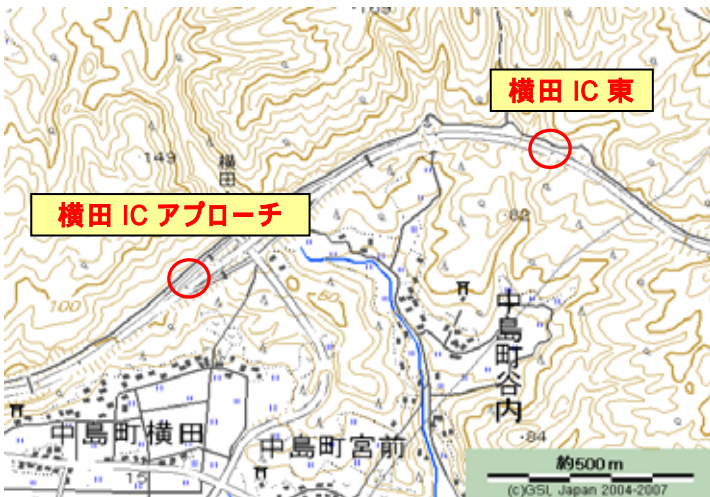 横田 IC 東
・149
横田
横田 IC アプローチ
・82
100
中島町谷内
中島町横田
中島町宮前
・84
15
約500m
(c)GSI, Japan 2004-2007